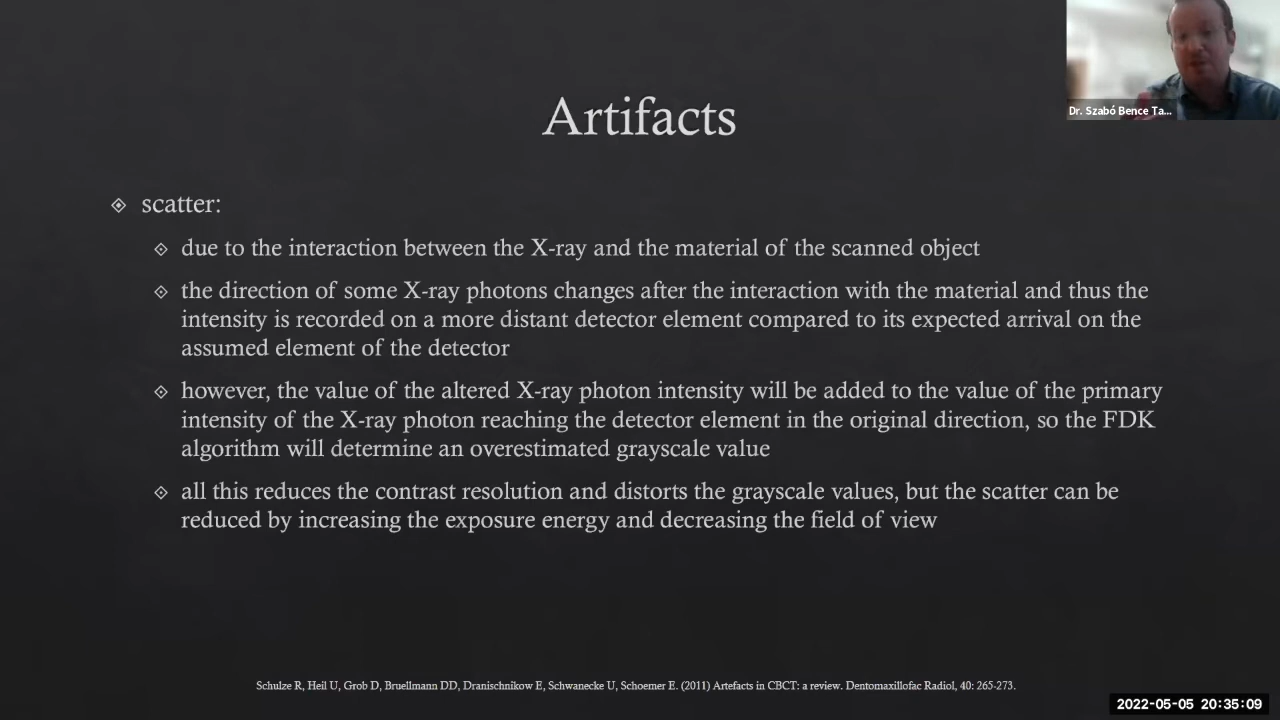 Artifacts
Dr. Szabó Bence Ta...
scatter:
due to the interaction between the X-ray and the material of the scanned object
the direction of some X-ray photons changes after the interaction with the material and thus the
intensity is recorded on a more distant detector element compared to its expected arrival on the
assumed element of the detector
however, the value of the altered X-ray photon intensity will be added to the value of the primary
intensity of the X-ray photon reaching the detector element in the original direction, so the FDK
algorithm will determine an overestimated grayscale value
all this reduces the contrast resolution and distorts the grayscale values, but the scatter can be
reduced by increasing the exposure energy and decreasing the field of view
Schulze R, Heil U, Grob D, Bruellmann DD, Dranischnikow E, Schwanecke U, Schoemer E. (2011) Artefacts in CBCT: a review. Dentomaxillofac Radiol, 40: 265-273.
2022-05-05 20:35:09